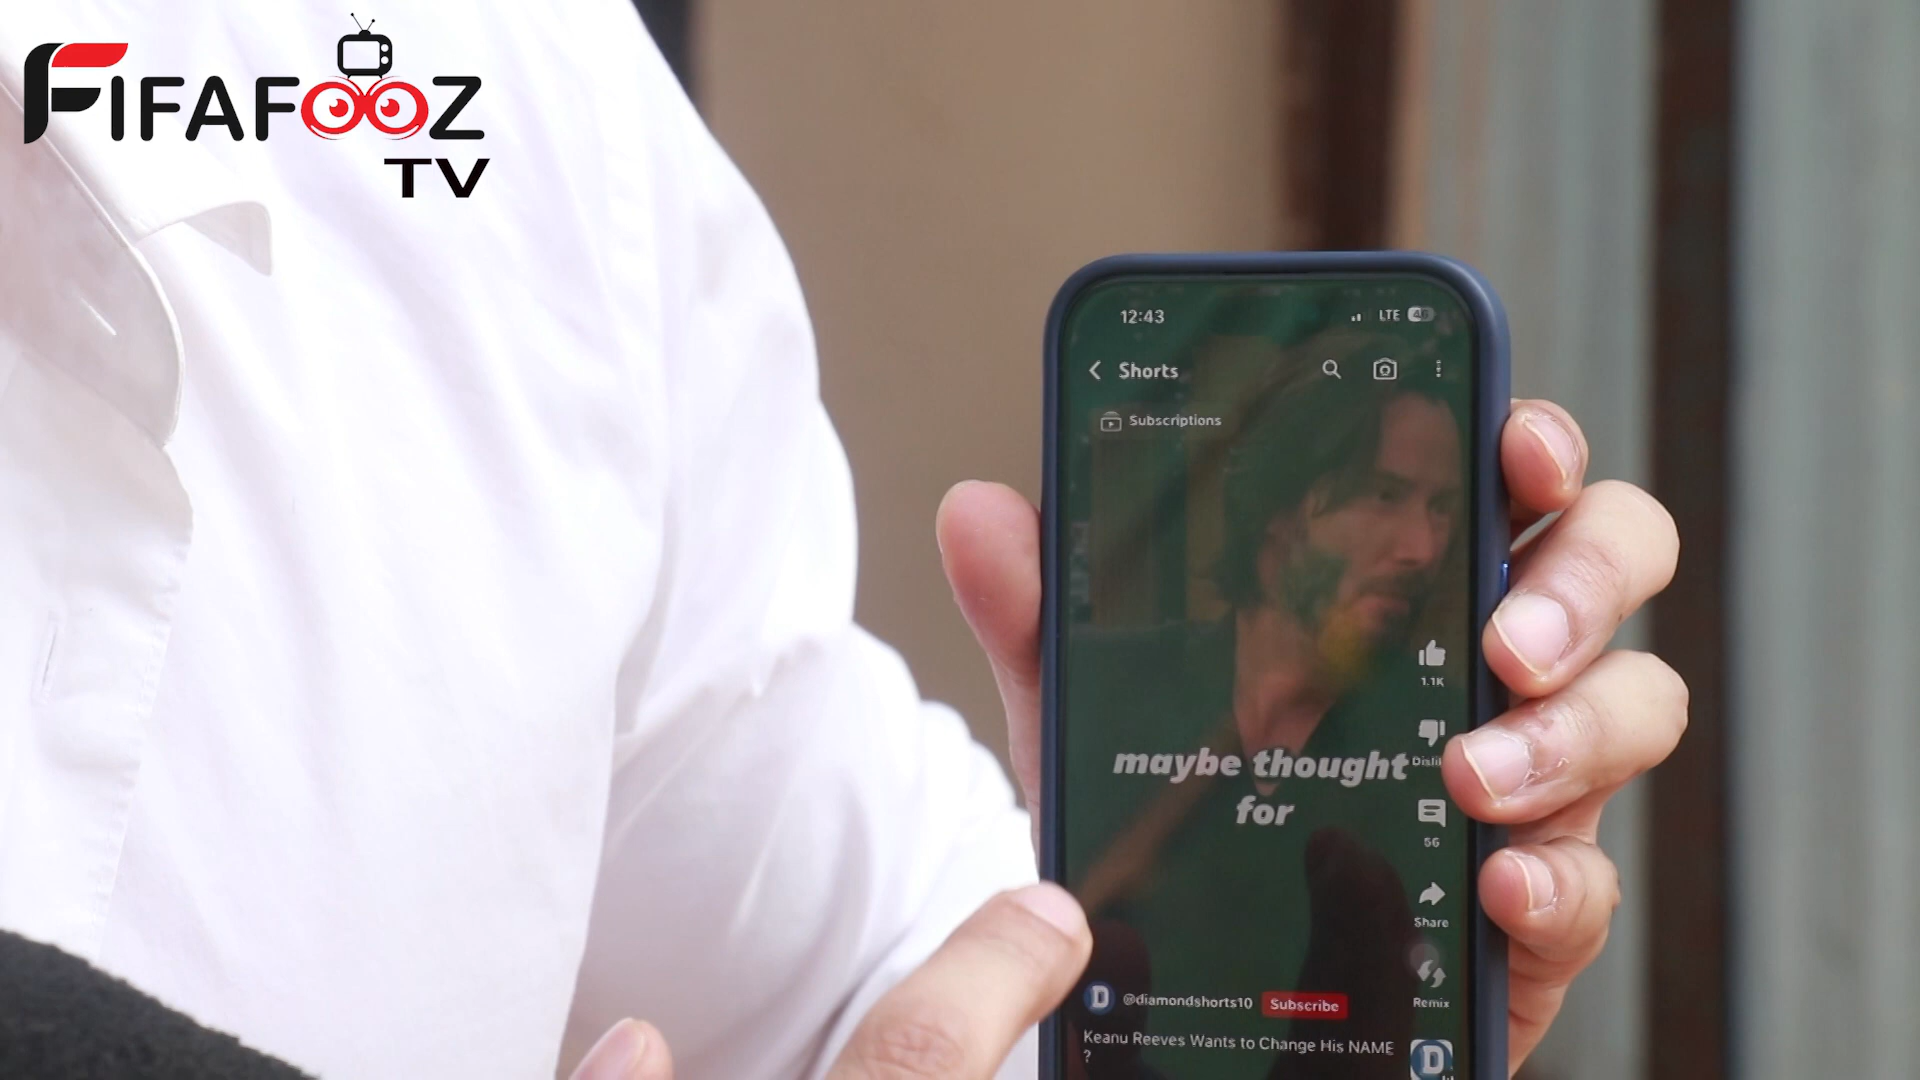 FIFAFOOZ
TV
12:43
LTE 46
Shorts
Subscriptions
1.1K
maybe thought
for
56
Share
Remix
@diamondshorts10 Subscribe
Keanu Reeves Wants to Change His NAME
?
D